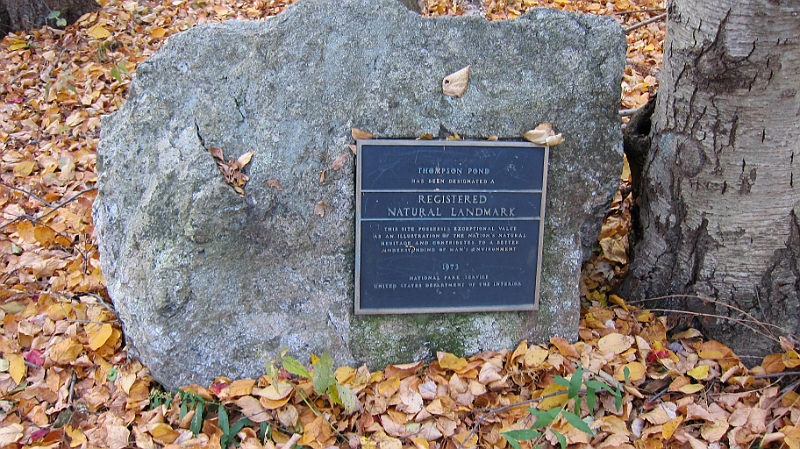 THOMPSON POND
HAS BEEN DESIGNATED A
REGISTERED
NATURAL LANDMARK
THIS SITE POSSESSES EXCEPTIONAL VALUE
AS AN ILLUSTRATION OF THE NATION'S NATURAL
HERITAGE AND CONTRIBUTES TO A BETTER
UNDERSTANDING OF MAN'S ENVIRONMENT
1973
NATIONAL PARK SERVICE
UNITED STATES DEPARTMENT OF THE INTERIOR